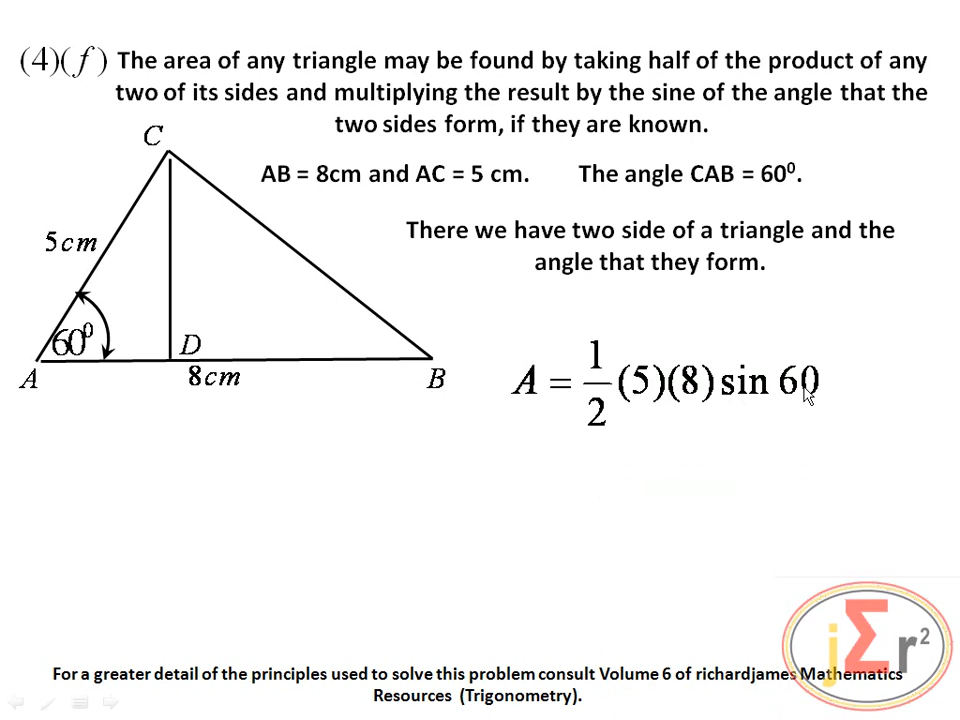 (4)(f) The area of any triangle may be found by taking half of the product of any
two of its sides and multiplying the result by the sine of the angle that the
two sides form, if they are known.
C
AB = 8cm and AC = 5 cm. The angle CAB = 60⁰.
There we have two side of a triangle and the
angle that they form.
5cm
60⁰
D
A
8cm
B
A = 1/2 (5)(8) sin 60
jΣr²
For a greater detail of the principles used to solve this problem consult Volume 6 of richardjames Mathematics
Resources (Trigonometry).